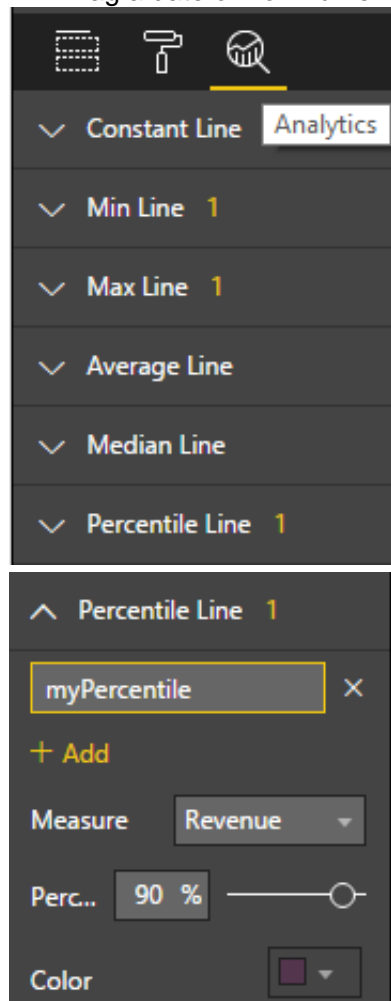 Constant Line
Analytics
Min Line 1
Max Line 1
Average Line
Median Line
Percentile Line 1
Percentile Line 1
myPercentile
+ Add
Measure Revenue
Perc... 90 %
Color